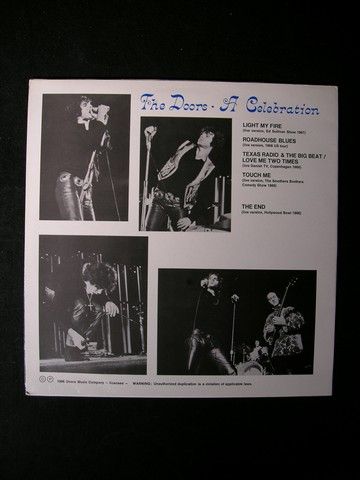 The Doors - A Celebration
LIGHT MY FIRE
(live version, Ed Sullivan Show 1967)
ROADHOUSE BLUES
(live version, 1968 US tour)
TEXAS RADIO & THE BIG BEAT /
LOVE ME TWO TIMES
(live Danish TV, Copenhagen 1968)
TOUCH ME
(live version, The Smothers Brothers
Comedy Show 1969)
THE END
(live version, Hollywood Bowl 1968)
© ℗ 1986 Doors Music Company – licensee – WARNING: Unauthorized duplication is a violation of applicable laws.